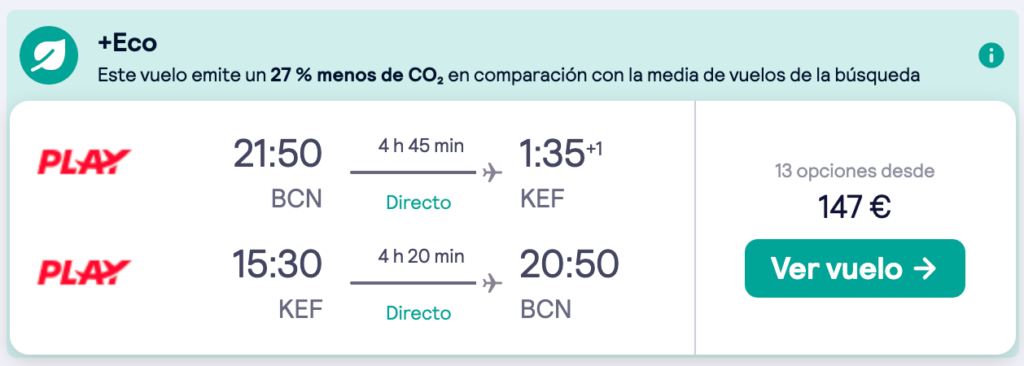 +Eco
Este vuelo emite un 27 % menos de CO₂ en comparación con la media de vuelos de la búsqueda
PLAY
21:50
4 h 45 min
1:35+1
BCN
Directo
KEF
PLAY
15:30
4 h 20 min
20:50
KEF
Directo
BCN
13 opciones desde
147 €
Ver vuelo →